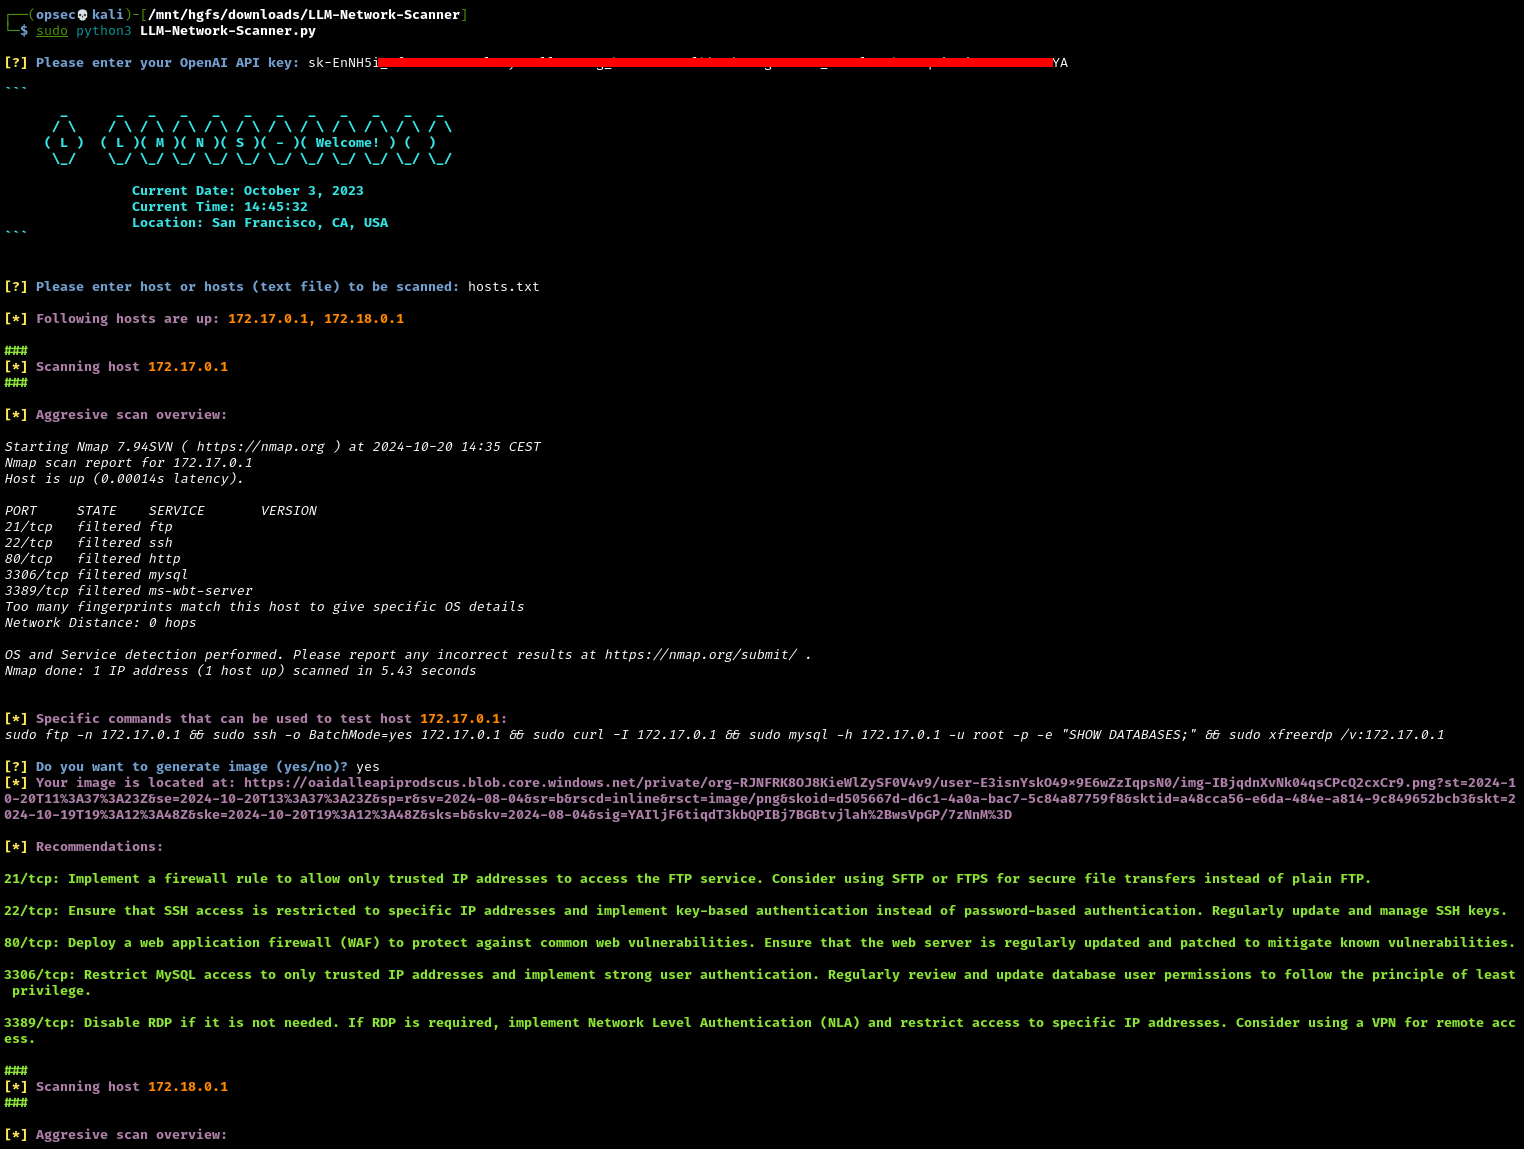 ┌──(opsec💀kali)-[/mnt/hgfs/downloads/LLM-Network-Scanner]
└─$ sudo python3 LLM-Network-Scanner.py
[?] Please enter your OpenAI API key: sk-EnNH5i YA
```
    _      _   _   _   _   _   _   _   _   _   _   _
   / \    / \ / \ / \ / \ / \ / \ / \ / \ / \ / \ / \
  ( L )  ( L )( M )( N )( S )( - )( Welcome! ) (  )
   \_/    \_/ \_/ \_/ \_/ \_/ \_/ \_/ \_/ \_/ \_/ \_/
Current Date: October 3, 2023
Current Time: 14:45:32
Location: San Francisco, CA, USA
```
[?] Please enter host or hosts (text file) to be scanned: hosts.txt
[*] Following hosts are up: 172.17.0.1, 172.18.0.1
###
[*] Scanning host 172.17.0.1
###
[*] Aggresive scan overview:
Starting Nmap 7.94SVN ( https://nmap.org ) at 2024-10-20 14:35 CEST
Nmap scan report for 172.17.0.1
Host is up (0.00014s latency).
PORT     STATE    SERVICE       VERSION
21/tcp   filtered ftp
22/tcp   filtered ssh
80/tcp   filtered http
3306/tcp filtered mysql
3389/tcp filtered ms-wbt-server
Too many fingerprints match this host to give specific OS details
Network Distance: 0 hops
OS and Service detection performed. Please report any incorrect results at https://nmap.org/submit/ .
Nmap done: 1 IP address (1 host up) scanned in 5.43 seconds
[*] Specific commands that can be used to test host 172.17.0.1:
sudo ftp -n 172.17.0.1 && sudo ssh -o BatchMode=yes 172.17.0.1 && sudo curl -I 172.17.0.1 && sudo mysql -h 172.17.0.1 -u root -p -e "SHOW DATABASES;" && sudo xfreerdp /v:172.17.0.1
[?] Do you want to generate image (yes/no)? yes
[*] Your image is located at: https://oaidalleapiprodscus.blob.core.windows.net/private/org-RJNFRK8OJ8KieWlZySF0V4v9/user-E3isnYskO49x9E6wZzIqpsN0/img-IBjqdnXvNk04qsCPcQ2cxCr9.png?st=2024-1
0-20T11%3A37%3A23Z&se=2024-10-20T13%3A37%3A23Z&sp=r&sv=2024-08-04&sr=b&rscd=inline&rsct=image/png&skoid=d505667d-d6c1-4a0a-bac7-5c84a87759f8&sktid=a48cca56-e6da-484e-a814-9c849652bcb3&skt=2
024-10-19T19%3A12%3A48Z&ske=2024-10-20T19%3A12%3A48Z&sks=b&skv=2024-08-04&sig=YAIljF6tiqdT3kbQPIBj7BGBtvjlah%2BwsVpGP/7zNnM%3D
[*] Recommendations:
21/tcp: Implement a firewall rule to allow only trusted IP addresses to access the FTP service. Consider using SFTP or FTPS for secure file transfers instead of plain FTP.
22/tcp: Ensure that SSH access is restricted to specific IP addresses and implement key-based authentication instead of password-based authentication. Regularly update and manage SSH keys.
80/tcp: Deploy a web application firewall (WAF) to protect against common web vulnerabilities. Ensure that the web server is regularly updated and patched to mitigate known vulnerabilities.
3306/tcp: Restrict MySQL access to only trusted IP addresses and implement strong user authentication. Regularly review and update database user permissions to follow the principle of least
 privilege.
3389/tcp: Disable RDP if it is not needed. If RDP is required, implement Network Level Authentication (NLA) and restrict access to specific IP addresses. Consider using a VPN for remote acc
ess.
###
[*] Scanning host 172.18.0.1
###
[*] Aggresive scan overview: